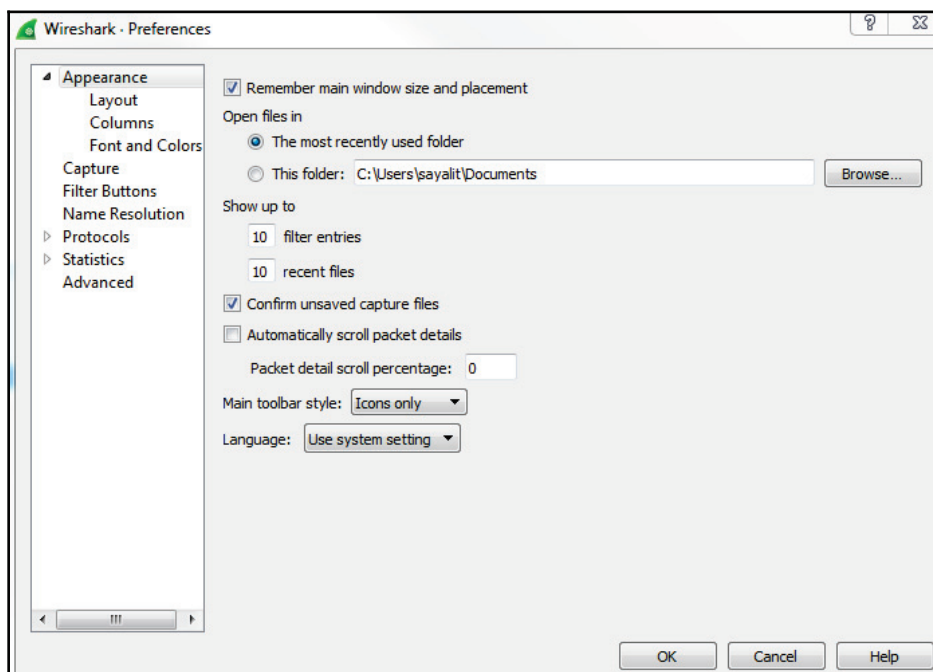 Wireshark · Preferences
Appearance
Layout
Columns
Font and Colors
Capture
Filter Buttons
Name Resolution
Protocols
Statistics
Advanced
Remember main window size and placement
Open files in
The most recently used folder
This folder: C:\Users\sayalit\Documents Browse...
Show up to
10 filter entries
10 recent files
Confirm unsaved capture files
Automatically scroll packet details
Packet detail scroll percentage: 0
Main toolbar style: Icons only
Language: Use system setting
OK Cancel Help